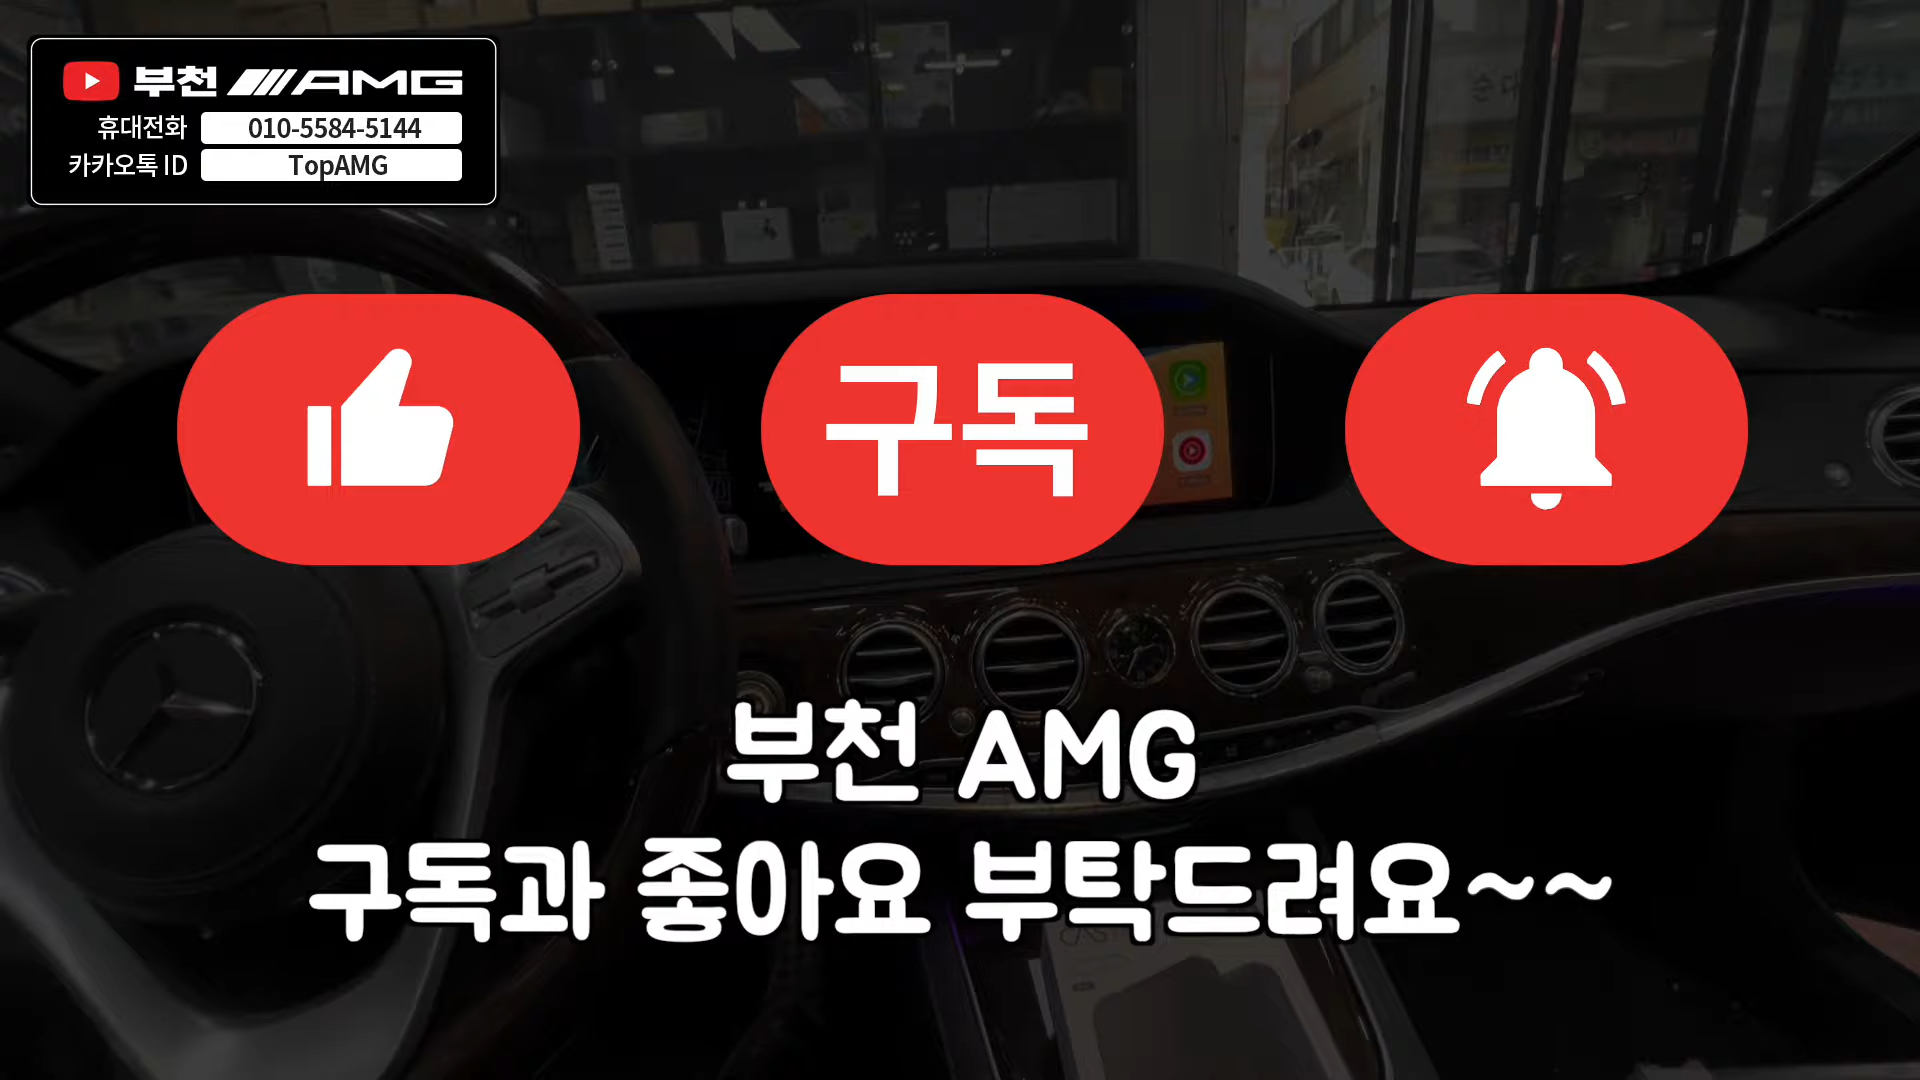 부천 AMG
휴대전화 010-5584-5144
카카오톡 ID TopAMG
구독
부천 AMG
구독과 좋아요 부탁드려요~~